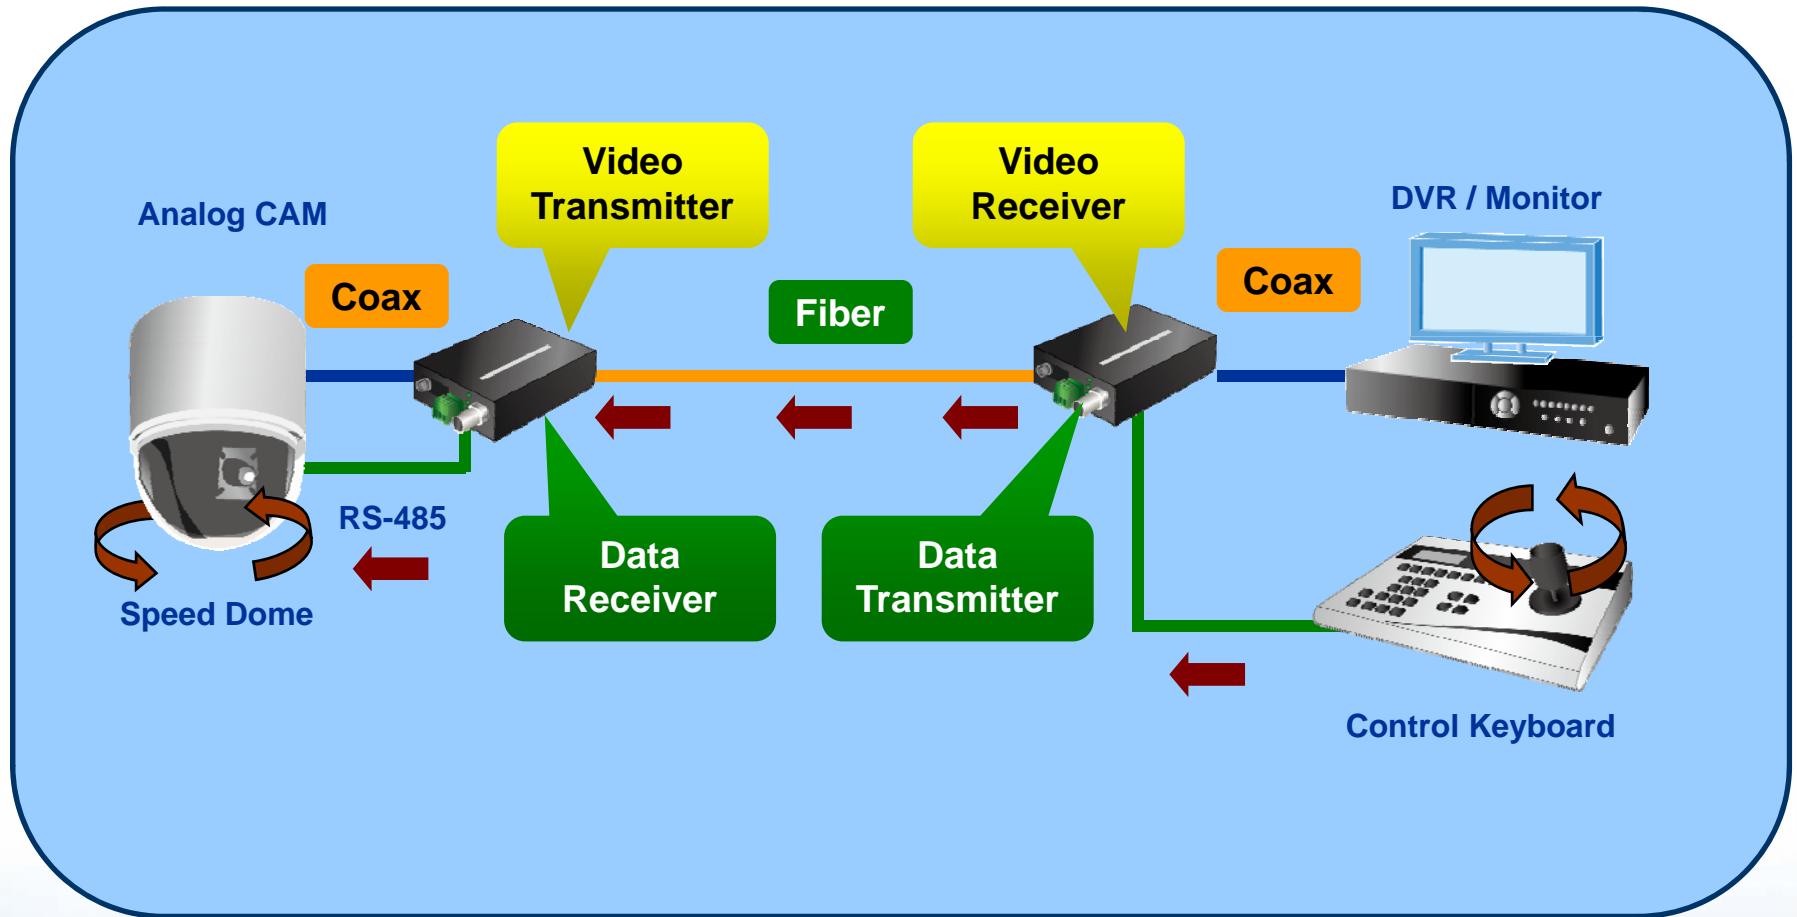 Video
Transmitter
Video
Receiver
Analog CAM
DVR / Monitor
Coax
Fiber
Coax
RS-485
Data
Receiver
Data
Transmitter
Speed Dome
Control Keyboard